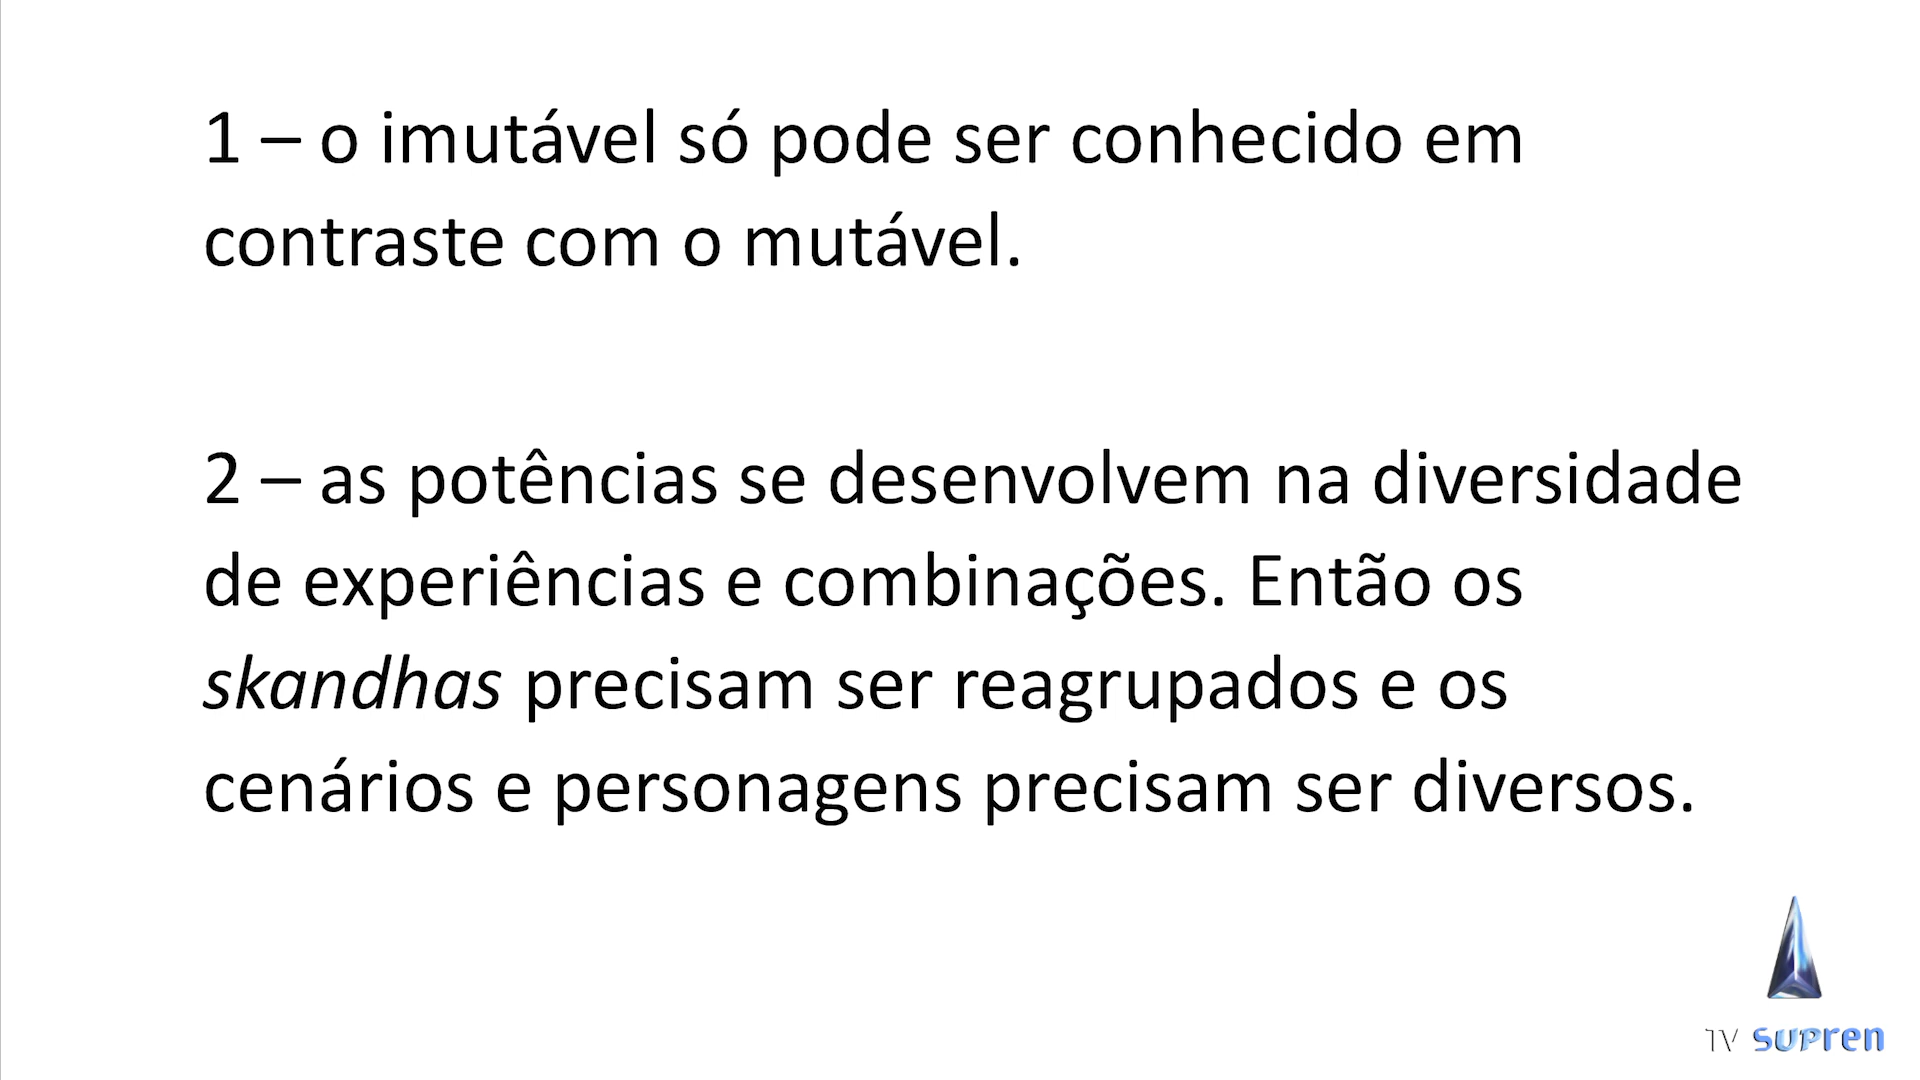 1 – o imutável só pode ser conhecido em
contraste com o mutável.
2 – as potências se desenvolvem na diversidade
de experiências e combinações. Então os
skandhas precisam ser reagrupados e os
cenários e personagens precisam ser diversos.
TV supren